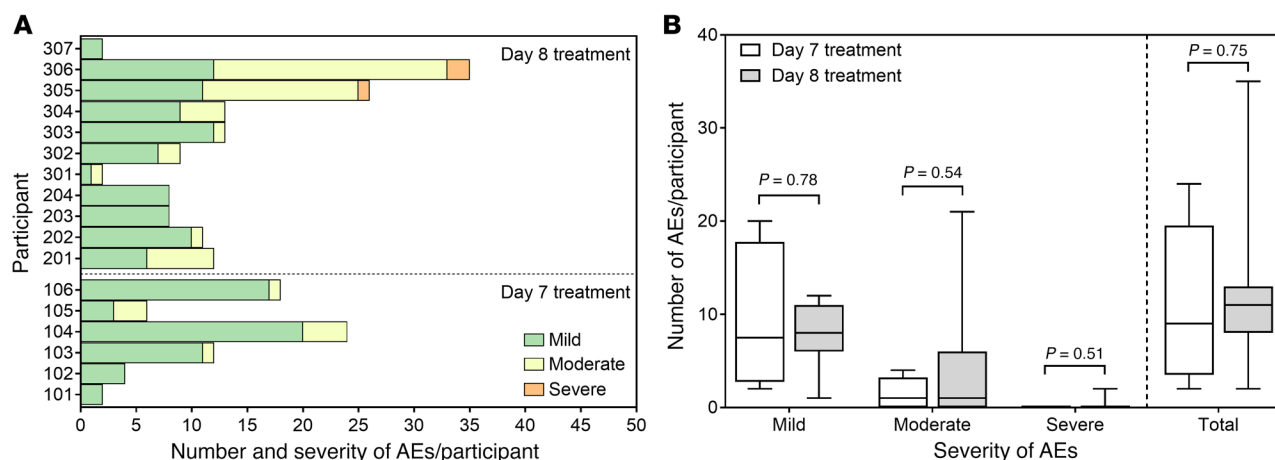 A
Participant
307
306
305
304
303
302
301
204
203
202
201
106
105
104
103
102
101
Day 8 treatment
Day 7 treatment
Mild
Moderate
Severe
0 5 10 15 20 25 30 35 40 45 50
Number and severity of AEs/participant
B
Number of AEs/participant
40
30
20
10
0
Day 7 treatment
Day 8 treatment
P = 0.78
P = 0.54
P = 0.51
P = 0.75
Mild Moderate Severe Total
Severity of AEs